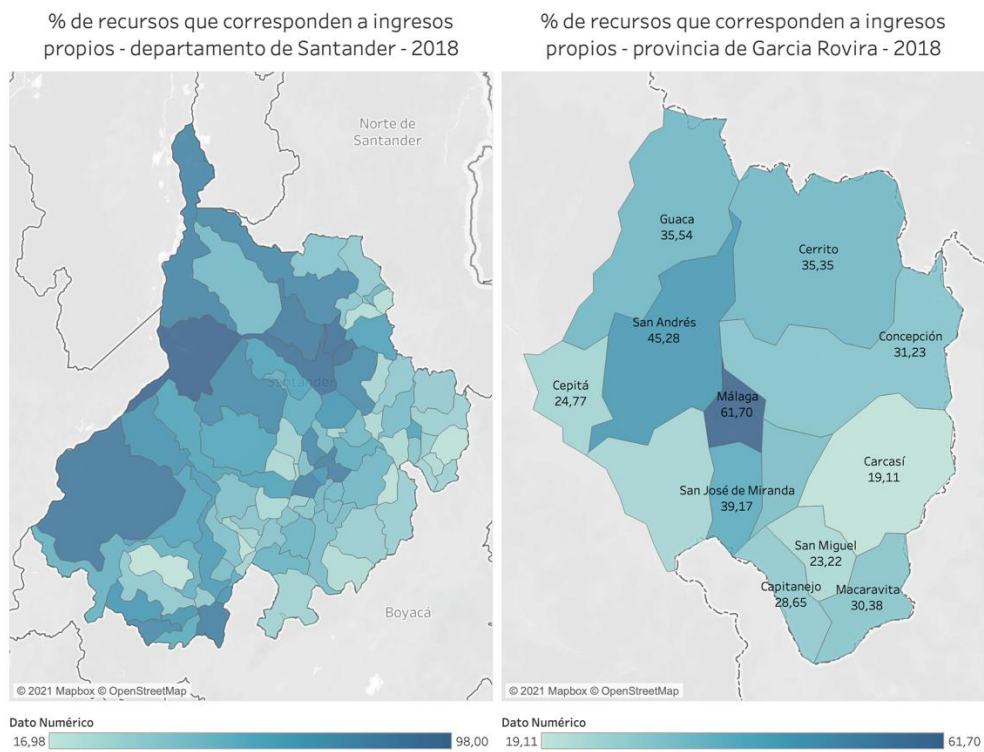 % de recursos que corresponden a ingresos
propios - departamento de Santander - 2018
Norte de
Santander
Santander
Boyacá
© 2021 Mapbox © OpenStreetMap
Dato Numérico
16,98
98,00
% de recursos que corresponden a ingresos
propios - provincia de Garcia Rovira - 2018
Guaca
35,54
Cerrito
35,35
San Andrés
45,28
Concepción
31,23
Cepitá
24,77
Málaga
61,70
Carcasí
19,11
San José de Miranda
39,17
San Miguel
23,22
Capitanejo
28,65
Macaravita
30,38
© 2021 Mapbox © OpenStreetMap
Dato Numérico
19,11
61,70